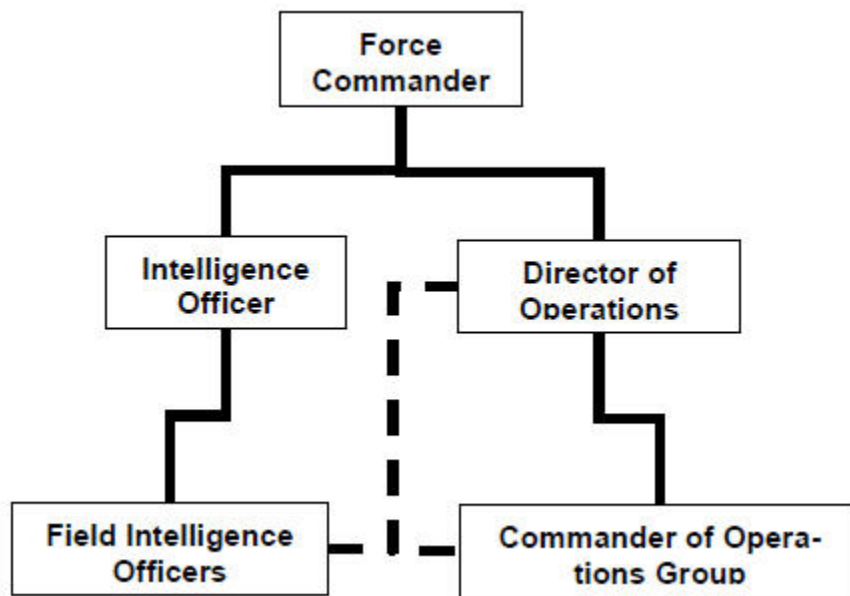 Force
Commander
Intelligence
Officer
Director of
Operations
Field Intelligence
Officers
Commander of Opera-
tions Group